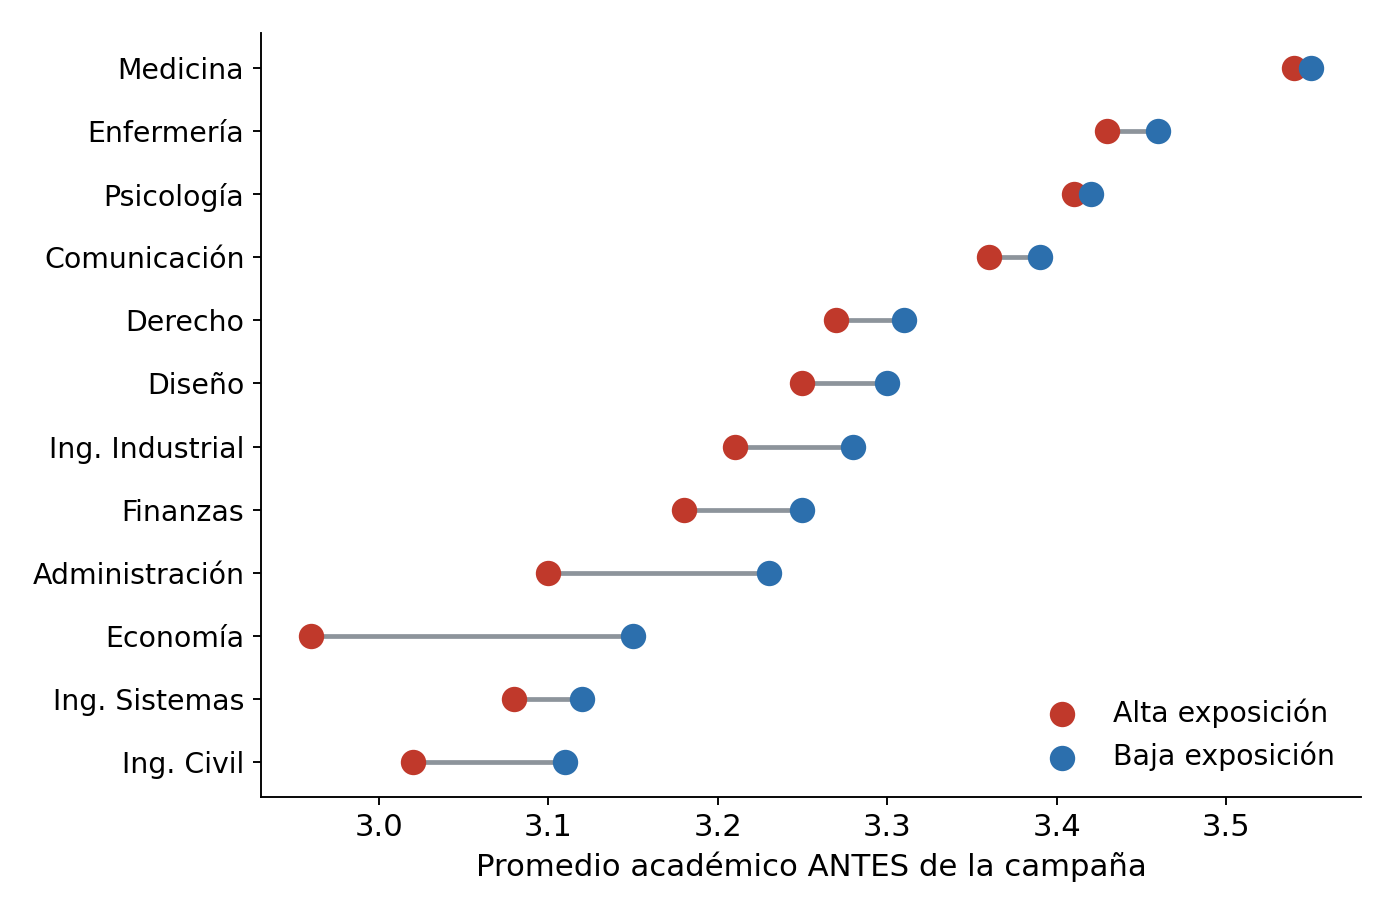 Medicina
Enfermería
Psicología
Comunicación
Derecho
Diseño
Ing. Industrial
Finanzas
Administración
Economía
Ing. Sistemas
Ing. Civil
Alta exposición
Baja exposición
3.0 3.1 3.2 3.3 3.4 3.5
Promedio académico ANTES de la campaña